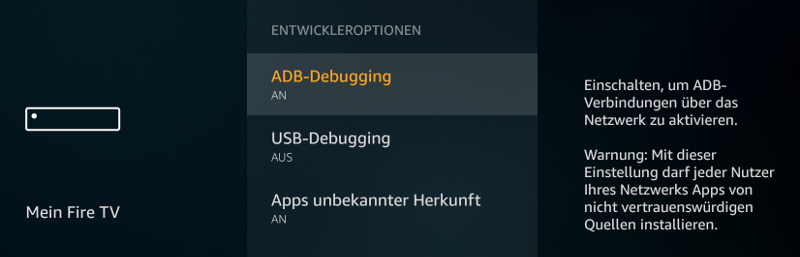 ENTWICKLEROPTIONEN
ADB-Debugging
AN
USB-Debugging
AUS
Apps unbekannter Herkunft
AN
Mein Fire TV
Einschalten, um ADB-
Verbindungen über das
Netzwerk zu aktivieren.
Warnung: Mit dieser
Einstellung darf jeder Nutzer
Ihres Netzwerks Apps von
nicht vertrauenswürdigen
Quellen installieren.